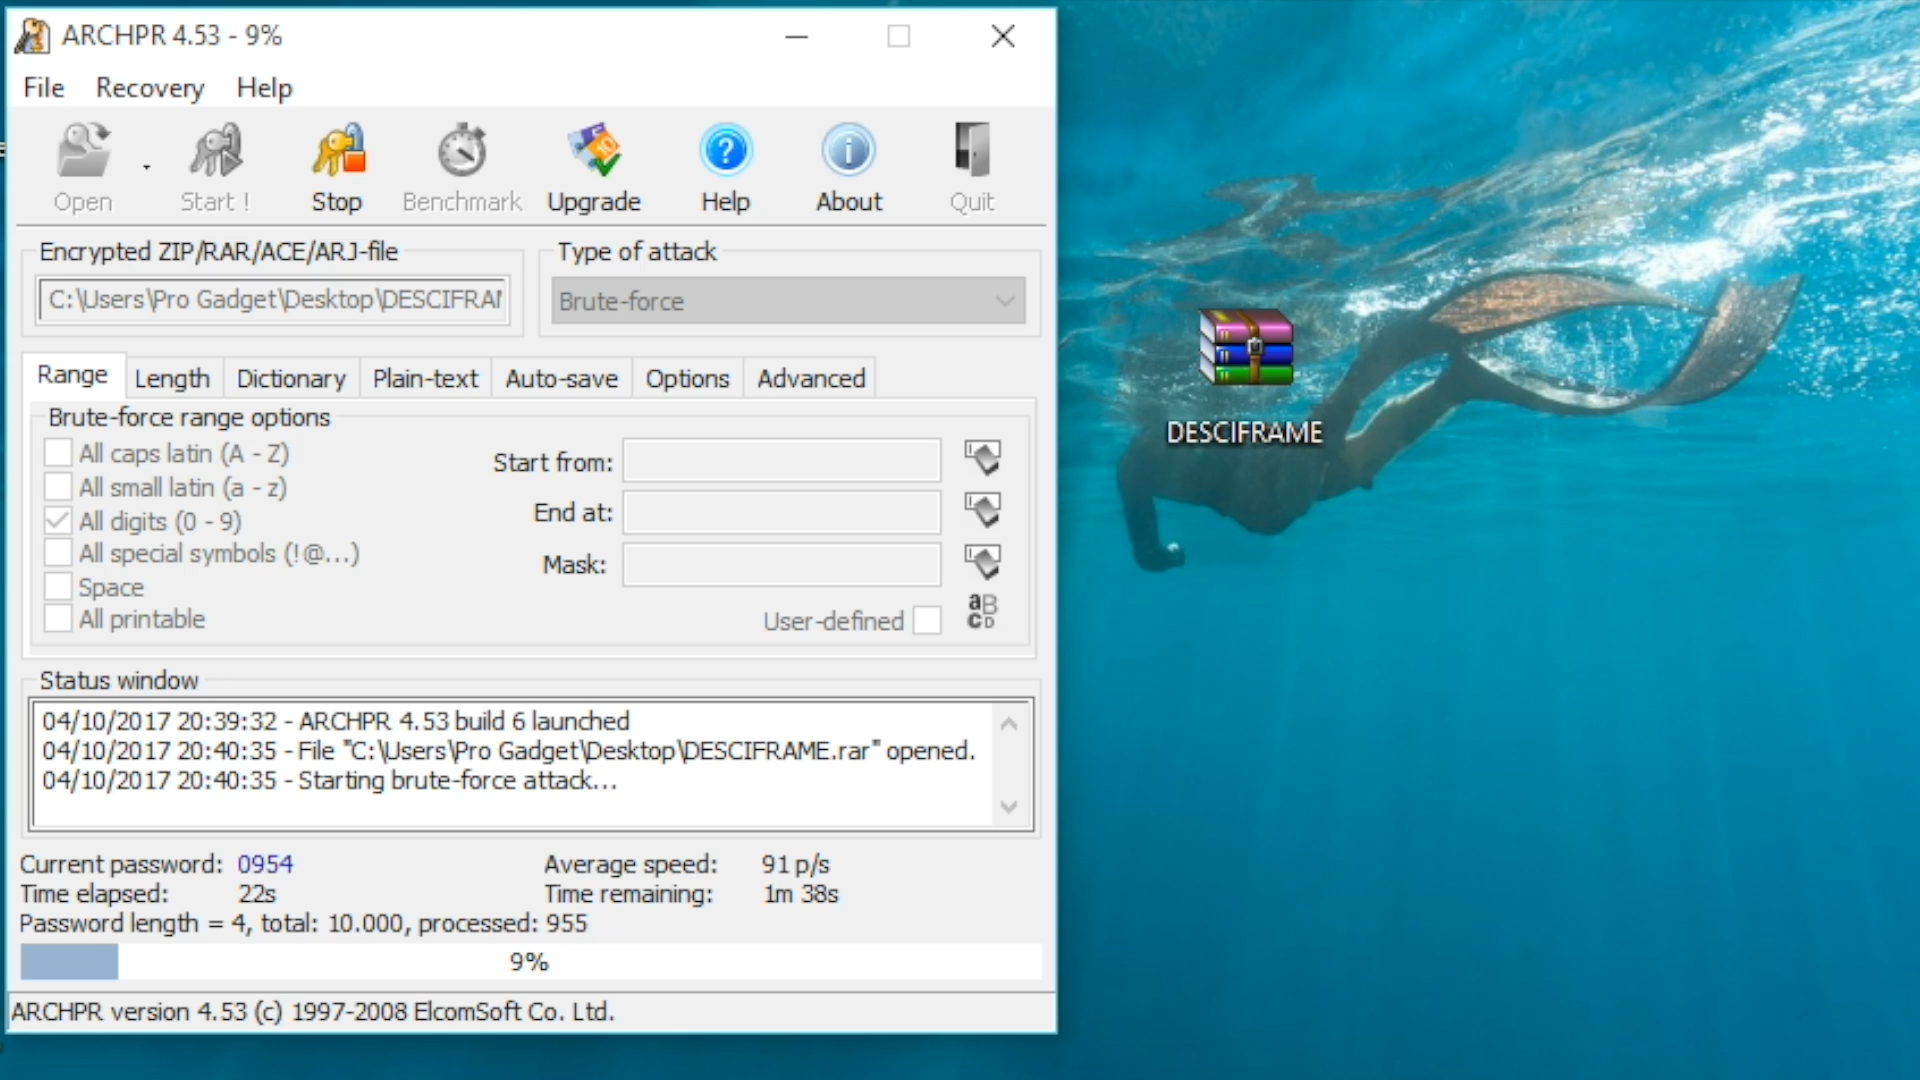 ARCHPR 4.53 - 9%
File Recovery Help
Open Start ! Stop Benchmark Upgrade Help About Quit
Encrypted ZIP/RAR/ACE/ARJ-file Type of attack
C:\Users\Pro Gadget\Desktop\DESCIFRA Brute-force
Range Length Dictionary Plain-text Auto-save Options Advanced
Brute-force range options
All caps latin (A - Z)
Start from:
All small latin (a - z)
All digits (0 - 9)
End at:
All special symbols (!@...)
Mask:
Space
All printable
User-defined
aB
CD
Status window
04/10/2017 20:39:32 - ARCHPR 4.53 build 6 launched
04/10/2017 20:40:35 - File "C:\Users\Pro Gadget\Desktop\DESCIFRAME.rar" opened.
04/10/2017 20:40:35 - Starting brute-force attack...
Current password: 0954 Average speed: 91 p/s
Time elapsed: 22s Time remaining: 1m 38s
Password length = 4, total: 10.000, processed: 955
9%
ARCHPR version 4.53 (c) 1997-2008 ElcomSoft Co. Ltd.
DESCIFRAME